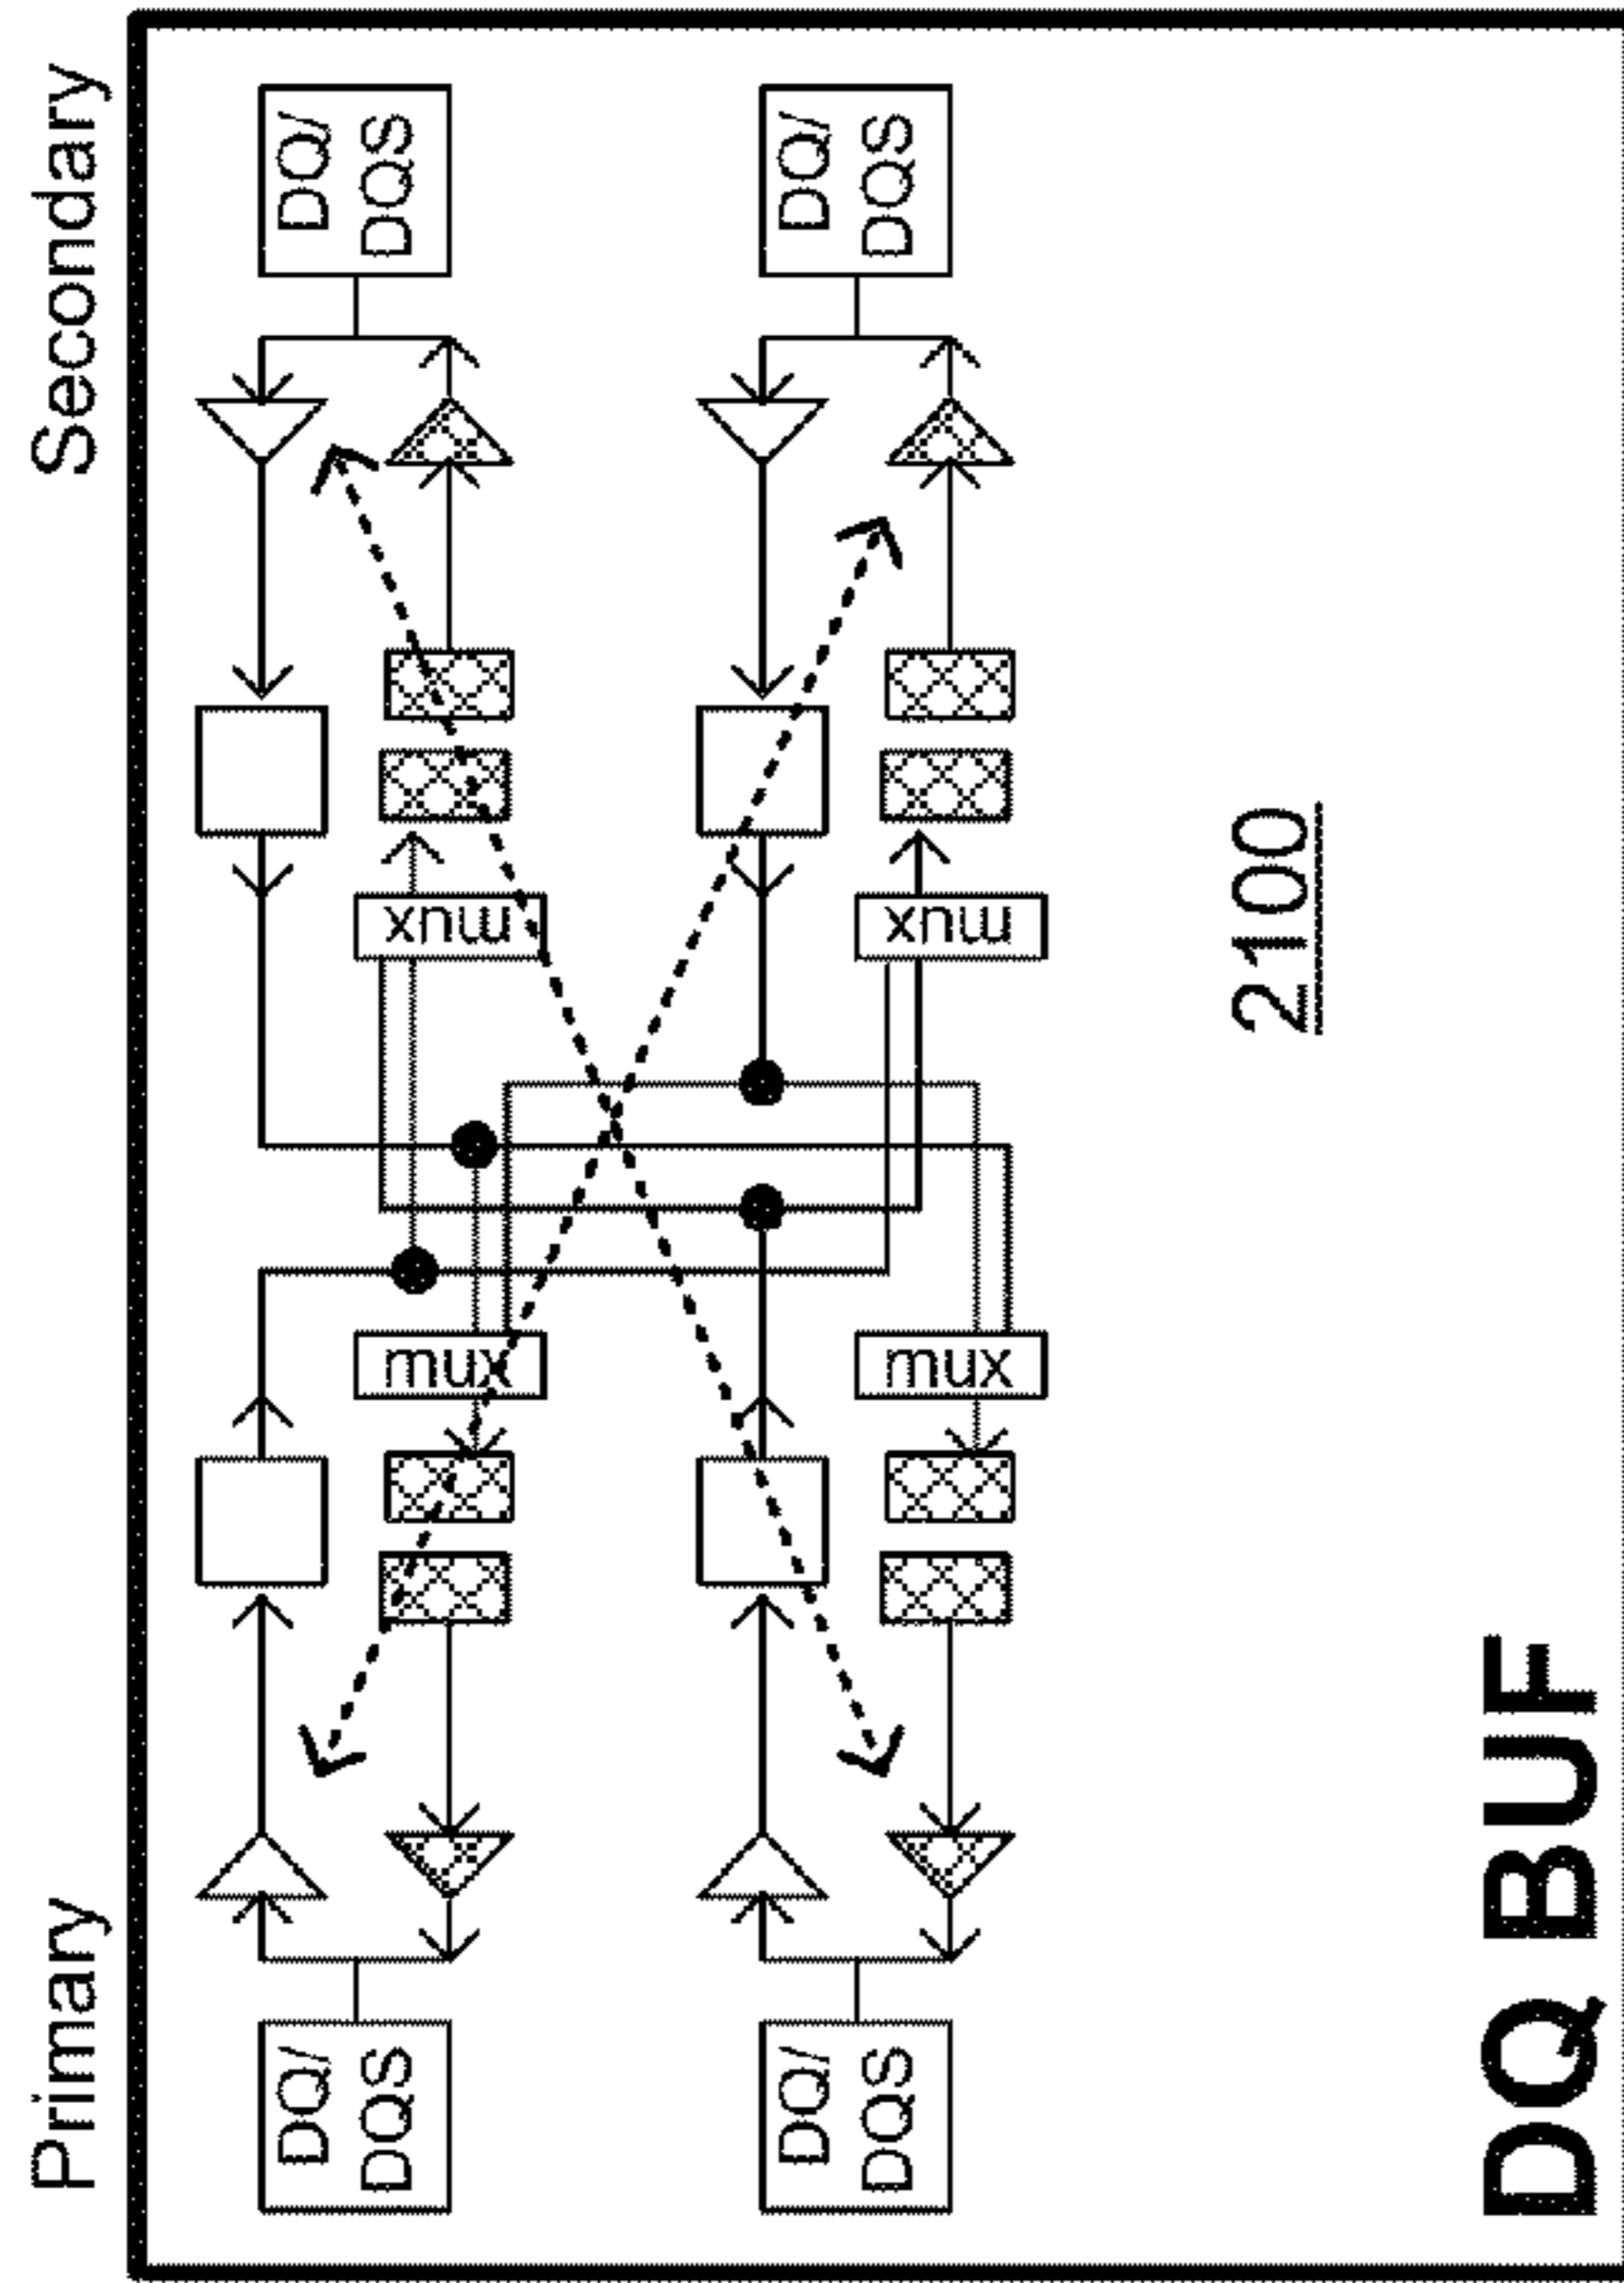 Primary
Secondary
DQ/
DQS
DQ/
DQS
mux
mux
DQ/
DQS
DQ/
DQS
mux
mux
2100
DQ BUF